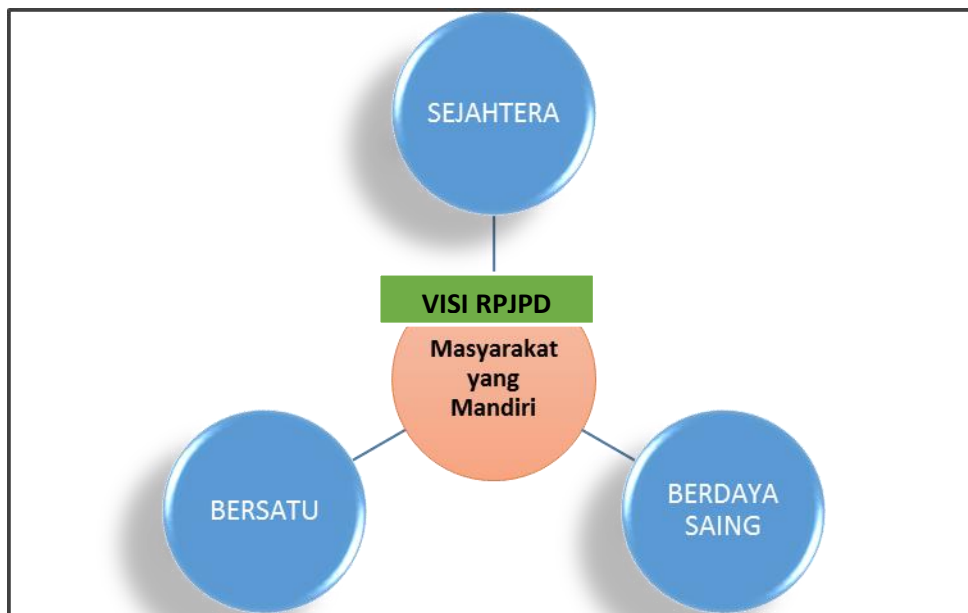 SEJAHTERA
VISI RPJPD
Masyarakat
yang
Mandiri
BERSATU
BERDAYA
SAING